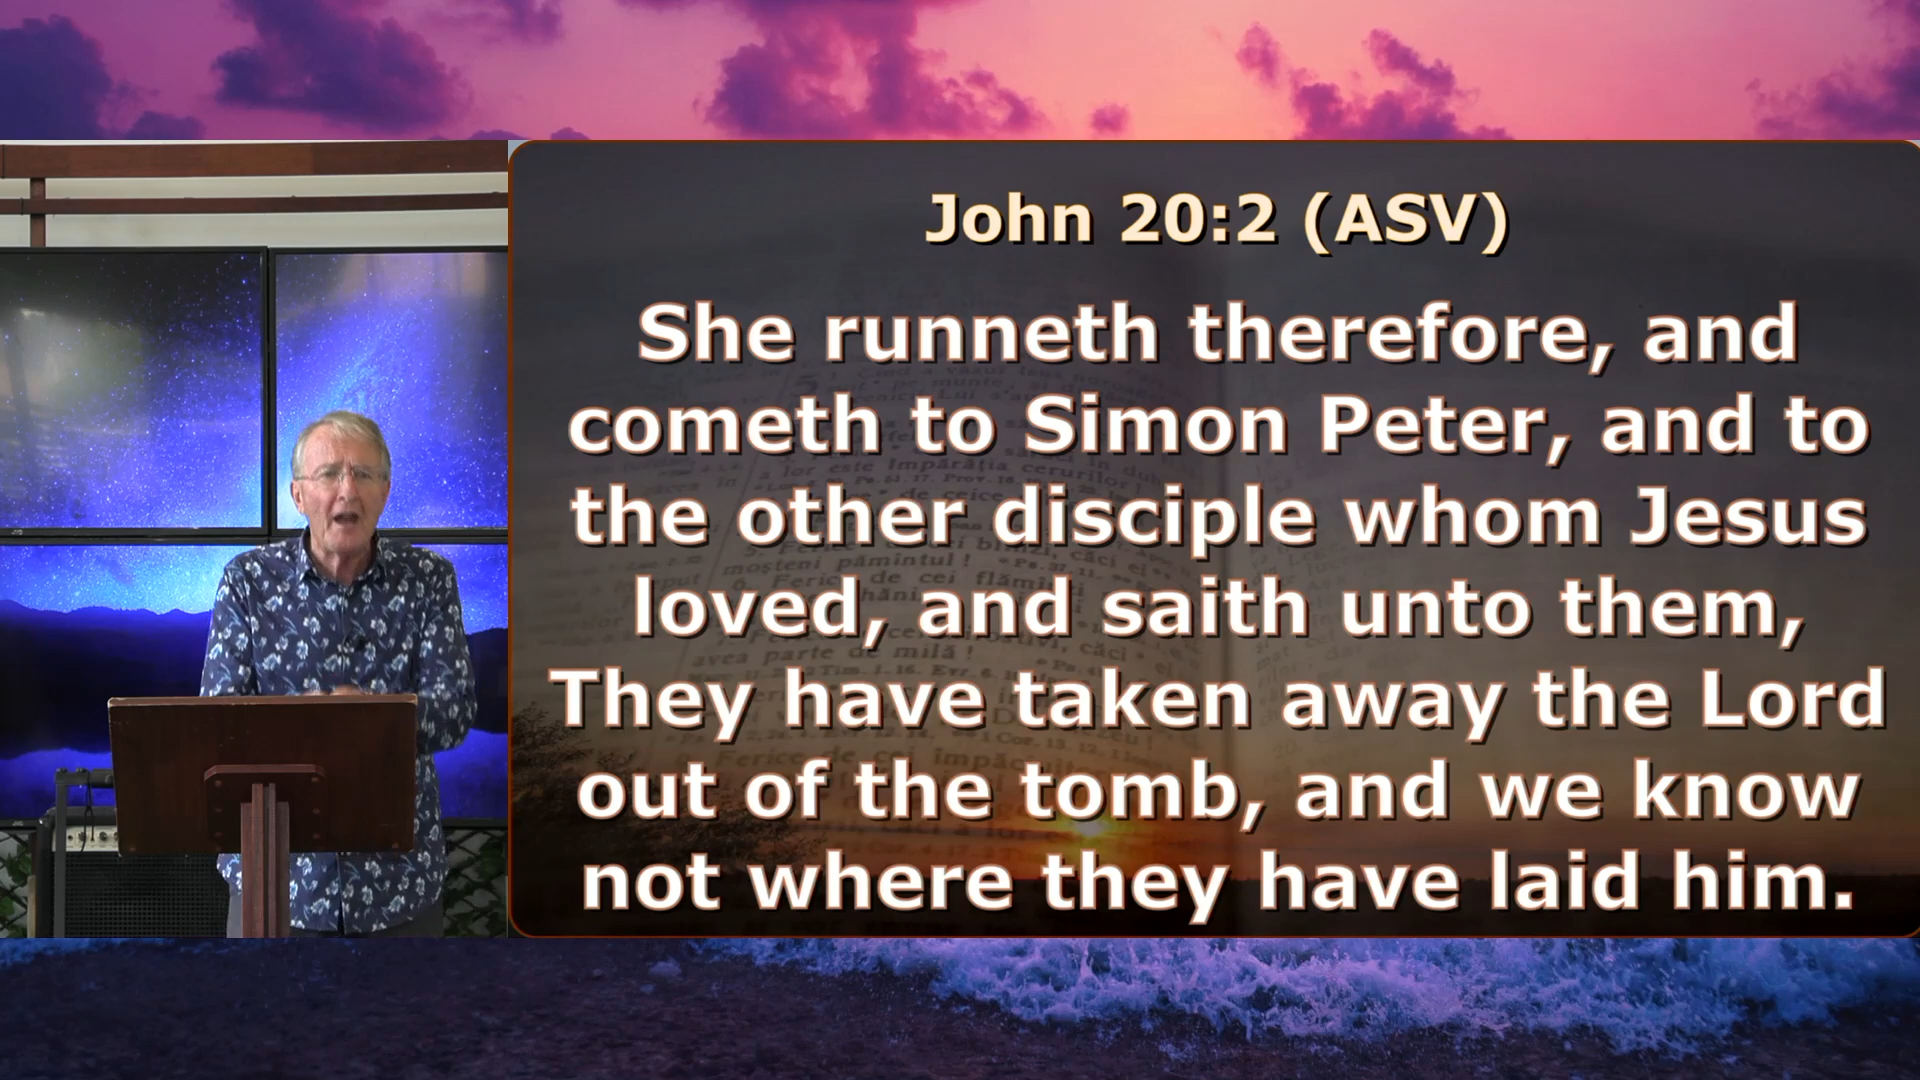 John 20:2 (ASV)
She runneth therefore, and
cometh to Simon Peter, and to
the other disciple whom Jesus
loved, and saith unto them,
They have taken away the Lord
out of the tomb, and we know
not where they have laid him.